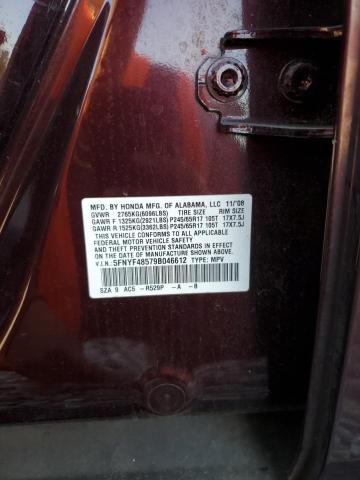 MFD. BY HONDA MFG. OF ALABAMA, LLC 11/'08
GVWR 2765KG(6096LBS) TIRE SIZE RIM SIZE
GAWR F 1325KG(2921LBS) P245/65R17 105T 17X7.5J
GAWR R 1525KG(3362LBS) P245/65R17 105T 17X7.5J
THIS VEHICLE CONFORMS TO ALL APPLICABLE
FEDERAL MOTOR VEHICLE SAFETY
STANDARDS IN EFFECT ON THE DATE
OF MANUFACTURE SHOWN ABOVE.
V.I.N.:5FNYF48579B046612 TYPE: MPV
SZA 9 AC5 - R529P - A - B